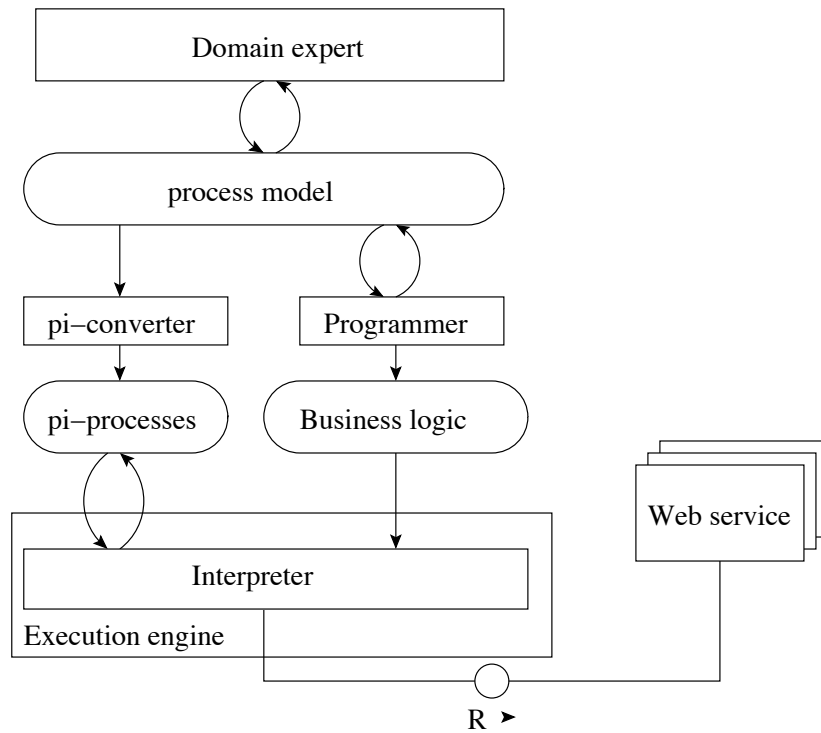 Domain expert
process model
pi–converter
Programmer
pi–processes
Business logic
Web service
Interpreter
Execution engine
R